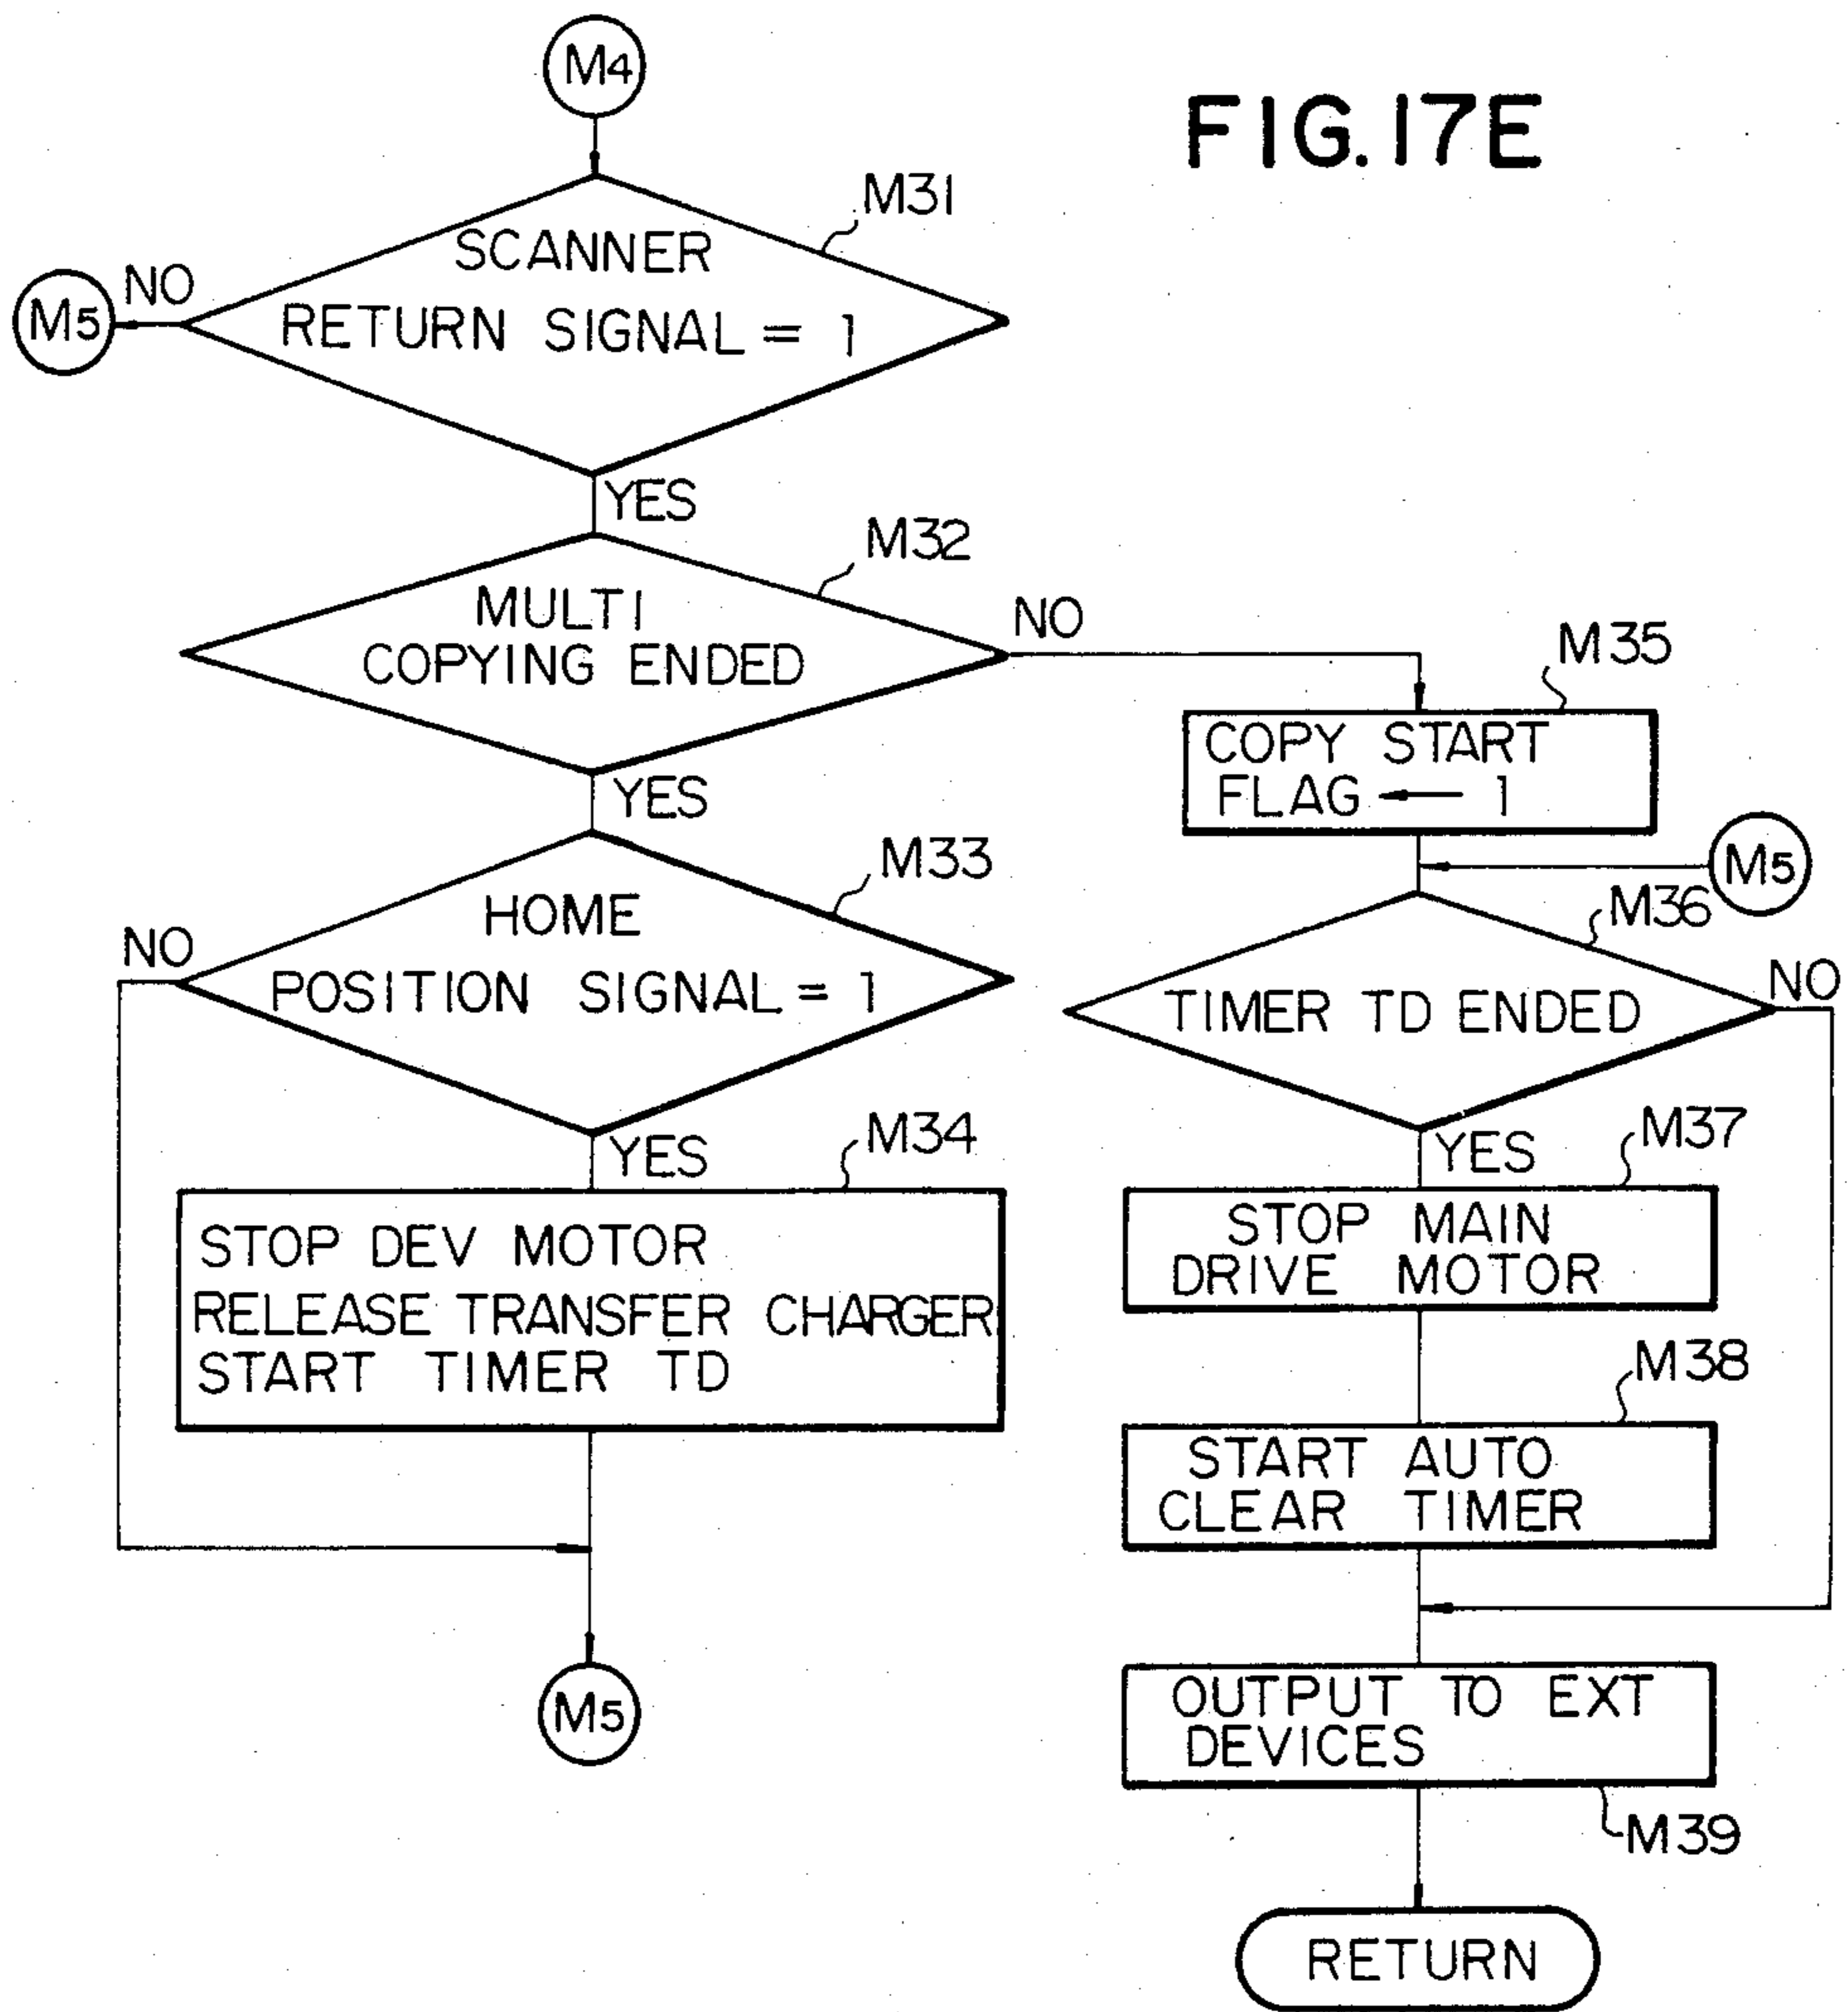 FIG. 17E
M4
M31
SCANNER
RETURN SIGNAL = 1
NO
M5
YES
M32
MULTI
COPYING ENDED
NO
YES
M33
HOME
POSITION SIGNAL = 1
NO
YES
M34
STOP DEV MOTOR
RELEASE TRANSFER CHARGER
START TIMER TD
M5
M35
COPY START
FLAG ← 1
M5
M36
TIMER TD ENDED
NO
YES
M37
STOP MAIN
DRIVE MOTOR
M38
START AUTO
CLEAR TIMER
OUTPUT TO EXT
DEVICES
M39
RETURN